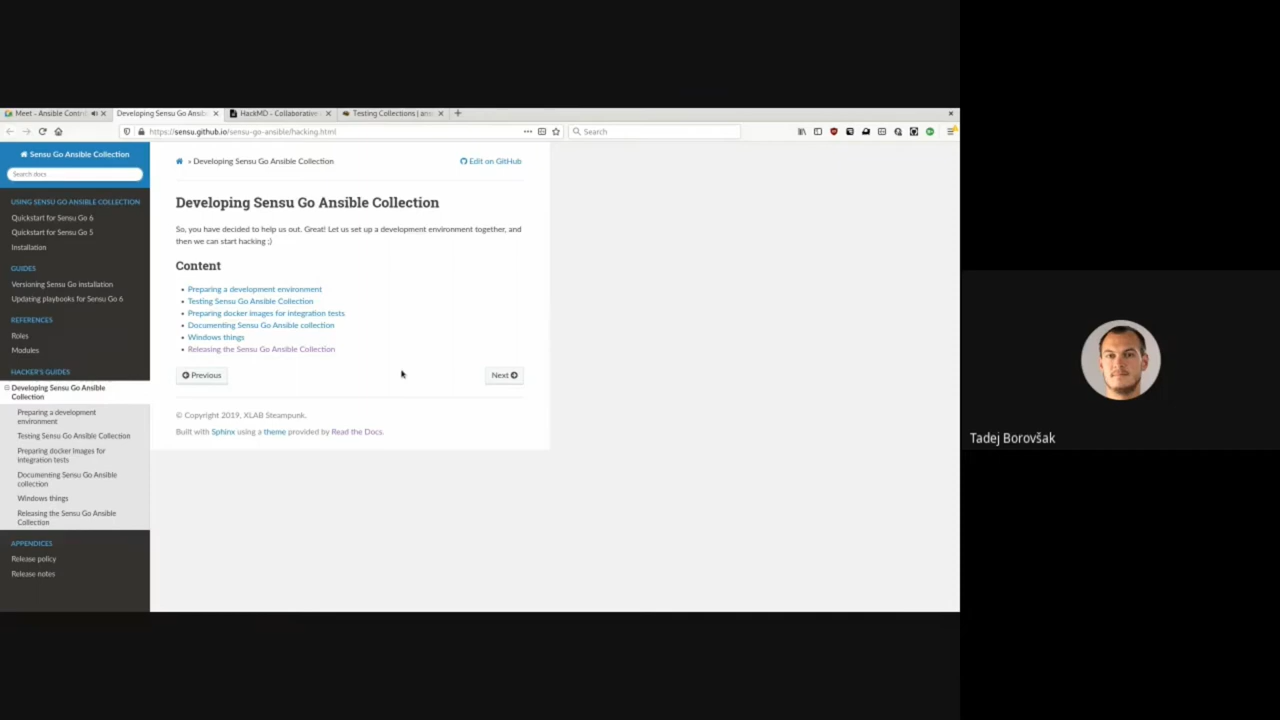 Meet - Ansible Contri
Developing Sensu Go Ansib
HackMD - Collaborative
Testing Collections | ans
https://sensu.github.io/sensu-go-ansible/hacking.html
Search
Sensu Go Ansible Collection
Search docs
USING SENSU GO ANSIBLE COLLECTION
Quickstart for Sensu Go 6
Quickstart for Sensu Go 5
Installation
GUIDES
Versioning Sensu Go installation
Updating playbooks for Sensu Go 6
REFERENCES
Roles
Modules
HACKER'S GUIDES
Developing Sensu Go Ansible
Collection
Preparing a development
environment
Testing Sensu Go Ansible Collection
Preparing docker images for
integration tests
Documenting Sensu Go Ansible
collection
Windows things
Releasing the Sensu Go Ansible
Collection
APPENDICES
Release policy
Release notes
» Developing Sensu Go Ansible Collection
Edit on GitHub
Developing Sensu Go Ansible Collection
So, you have decided to help us out. Great! Let us set up a development environment together, and
then we can start hacking ;)
Content
• Preparing a development environment
• Testing Sensu Go Ansible Collection
• Preparing docker images for integration tests
• Documenting Sensu Go Ansible collection
• Windows things
• Releasing the Sensu Go Ansible Collection
Previous
Next
© Copyright 2019, XLAB Steampunk.
Built with Sphinx using a theme provided by Read the Docs.
Tadej Borovšak